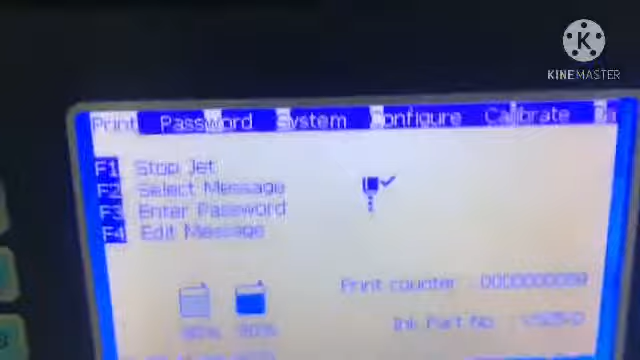 KINEMASTER
Print Password System Configure Calibrate
F1 Stop Jet
F2 Select Message
F3 Enter Password
F4 Edit Message
Print counter : 0000000000
Ink Part No :